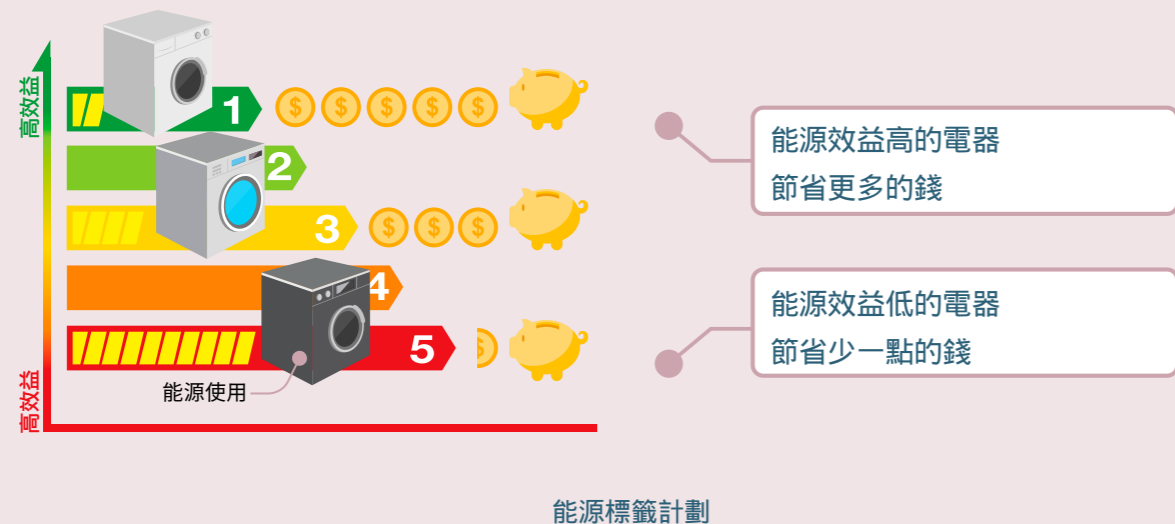 高效益
1
$ $ $ $ $
2
3
$ $ $
4
5
$
高效益
能源使用
能源效益高的電器
節省更多的錢
能源效益低的電器
節省少一點的錢
能源標籤計劃